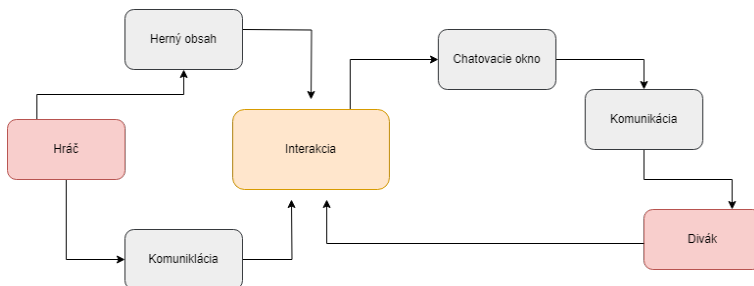 Herný obsah
Chatovacie okno
Komunikácia
Hráč
Interakcia
Komuniklácia
Divák